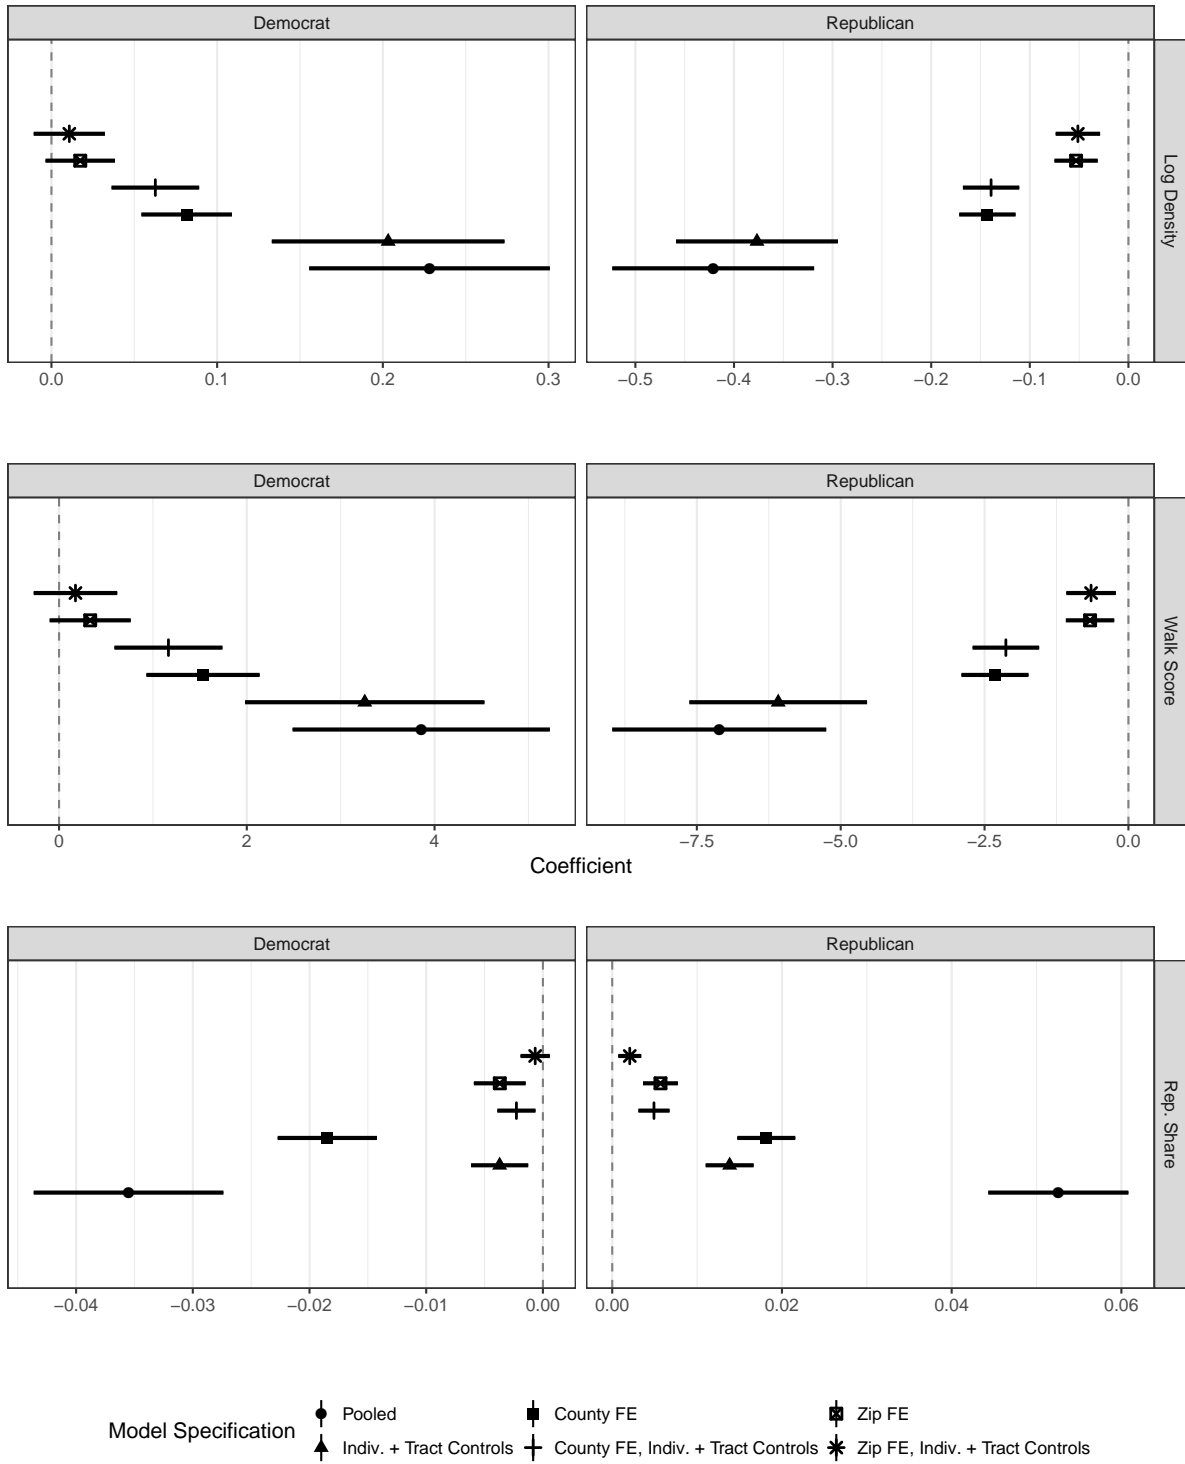 Democrat Republican
Log Density
0.0 0.1 0.2 0.3 −0.5 −0.4 −0.3 −0.2 −0.1 0.0
Democrat Republican
Walk Score
0 2 4 −7.5 −5.0 −2.5 0.0
Coefficient
Democrat Republican
Rep. Share
−0.04 −0.03 −0.02 −0.01 0.00 0.00 0.02 0.04 0.06
Model Specification
Pooled County FE Zip FE
Indiv. + Tract Controls County FE, Indiv. + Tract Controls Zip FE, Indiv. + Tract Controls